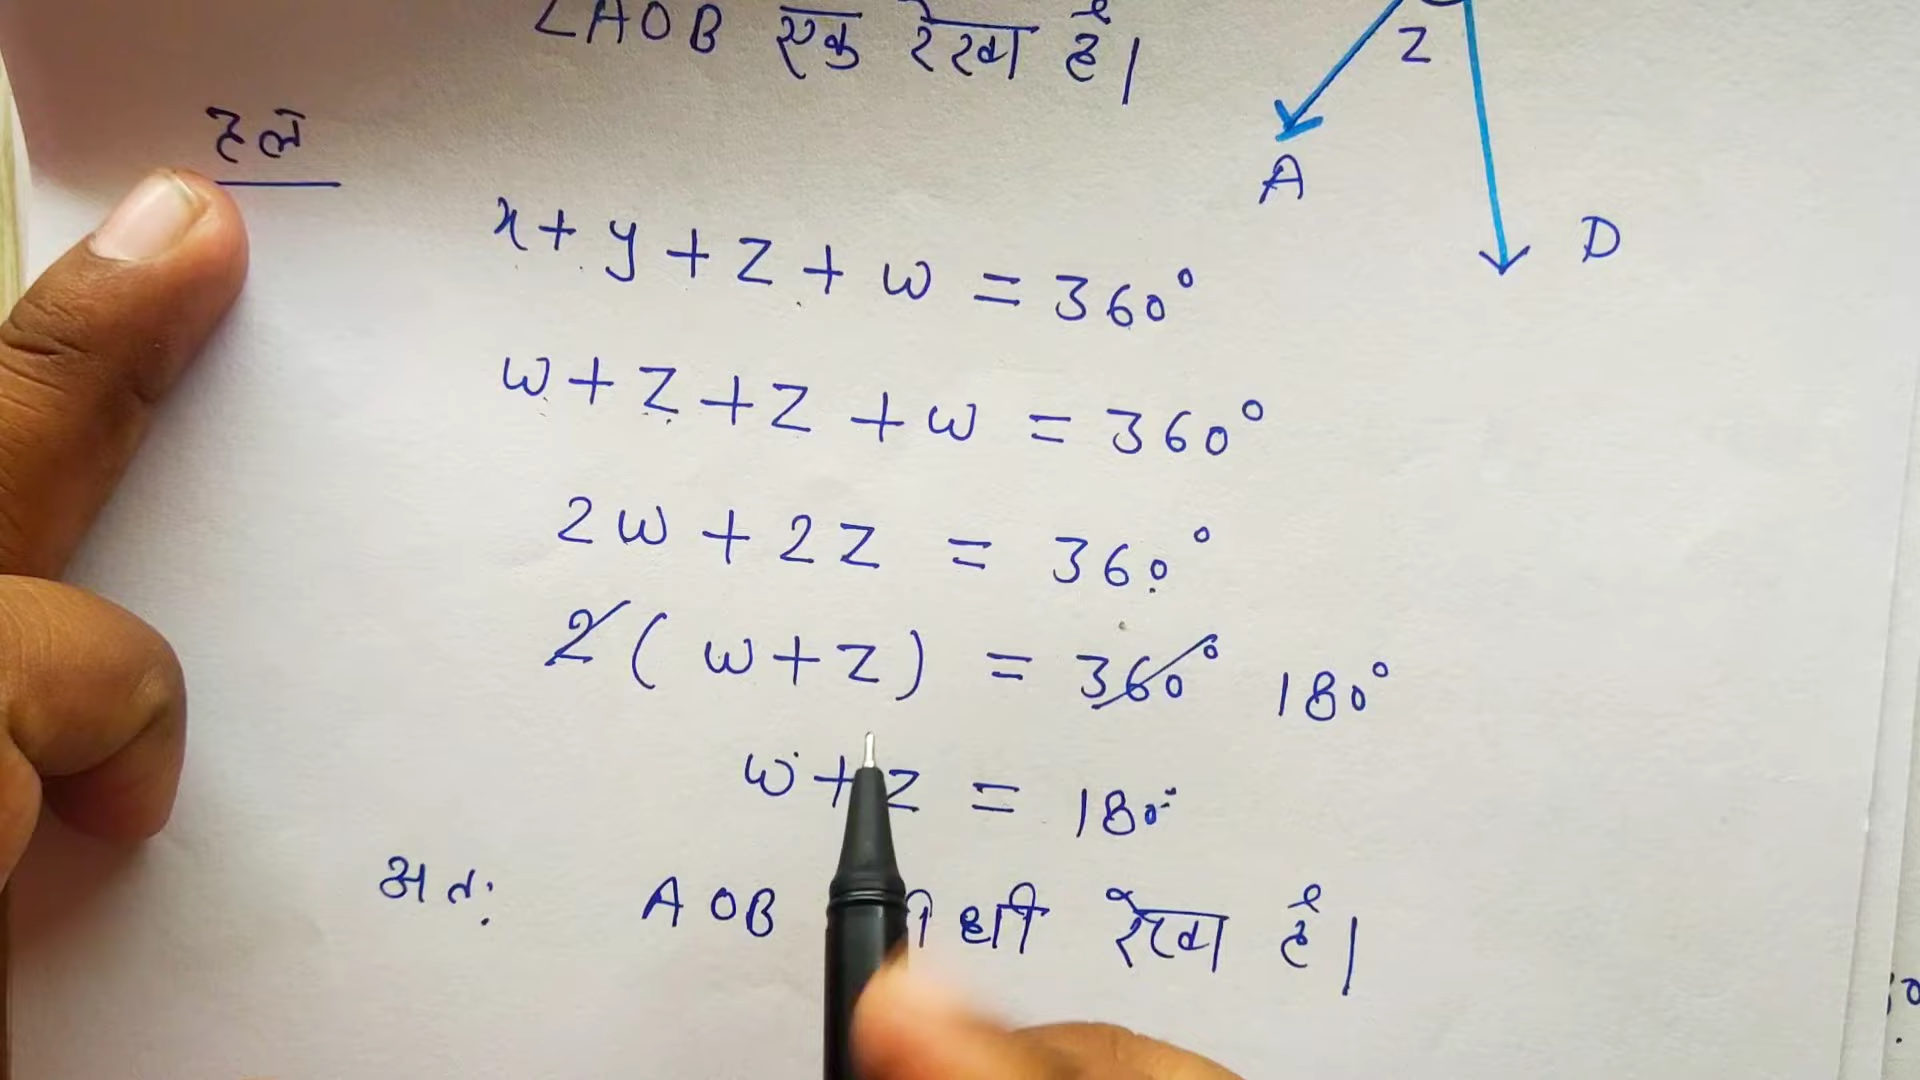 ∠AOB एक रेखा है।
z
हल
A
D
x + y + z + w = 360°
w + z + z + w = 360°
2w + 2z = 360°
2 ( w + z ) = 360° 180°
w + z = 180°
अतः AOB धी रेखा है।